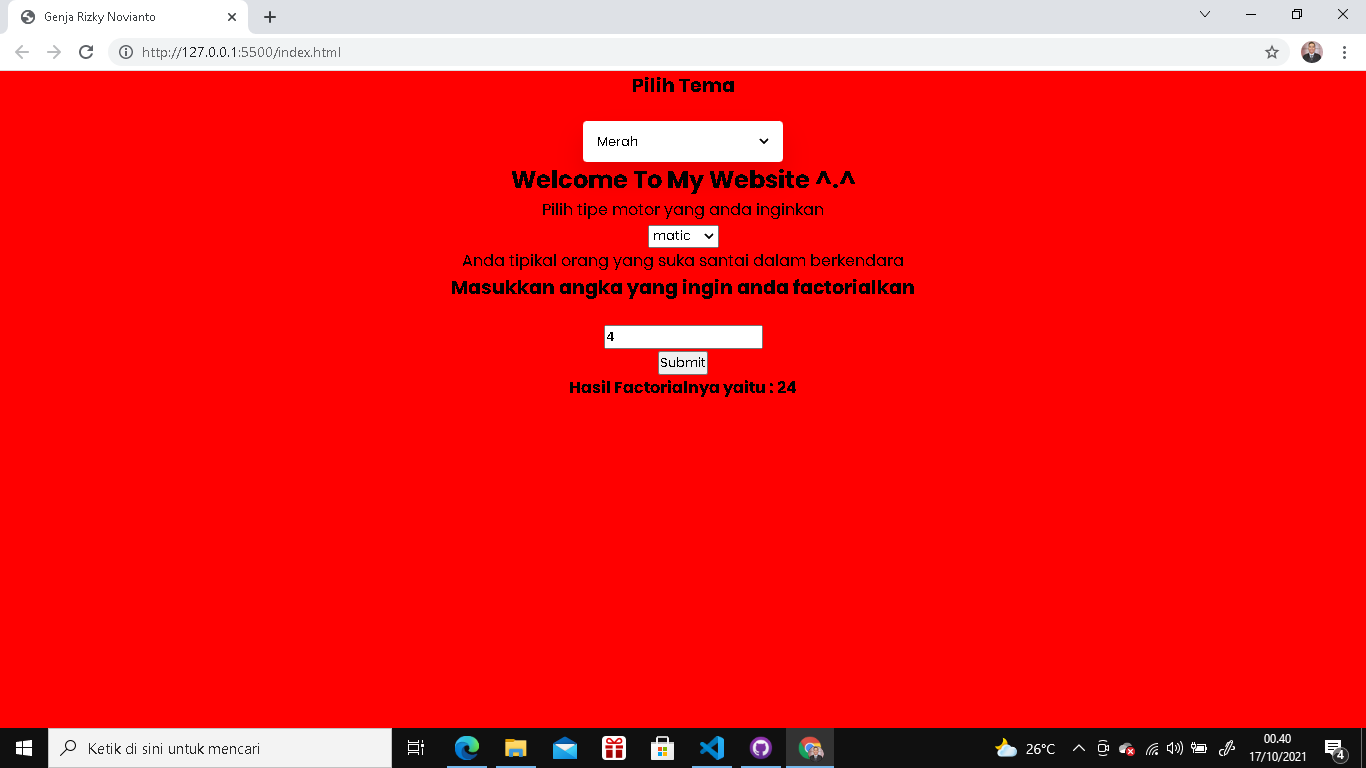 Genja Rizky Novianto
http://127.0.0.1:5500/index.html
Pilih Tema
Merah
Welcome To My Website ^.^
Pilih tipe motor yang anda inginkan
matic
Anda tipikal orang yang suka santai dalam berkendara
Masukkan angka yang ingin anda factorialkan
4
Submit
Hasil Factorialnya yaitu : 24
Ketik di sini untuk mencari
26°C
00.40
17/10/2021
4